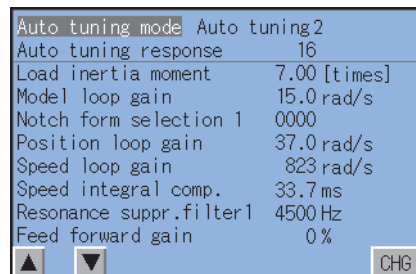 Auto tuning mode Auto tuning2
Auto tuning response 16
Load inertia moment 7.00 [times]
Model loop gain 15.0 rad/s
Notch form selection 1 0000
Position loop gain 37.0 rad/s
Speed loop gain 823 rad/s
Speed integral comp. 33.7 ms
Resonance suppr.filter1 4500 Hz
Feed forward gain 0 %
▲ ▼ CHG